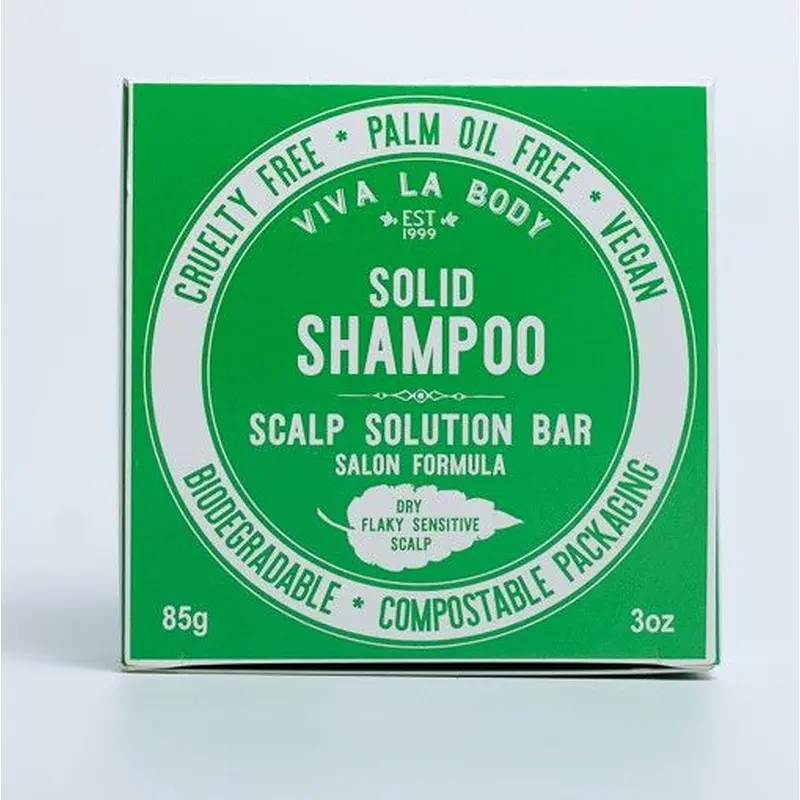 CRUELTY FREE * PALM OIL FREE * VEGAN
VIVA LA BODY
EST
1999
SOLID
SHAMPOO
SCALP SOLUTION BAR
SALON FORMULA
DRY
FLAKY SENSITIVE
SCALP
BIODEGRADABLE * COMPOSTABLE PACKAGING
85g
3oz